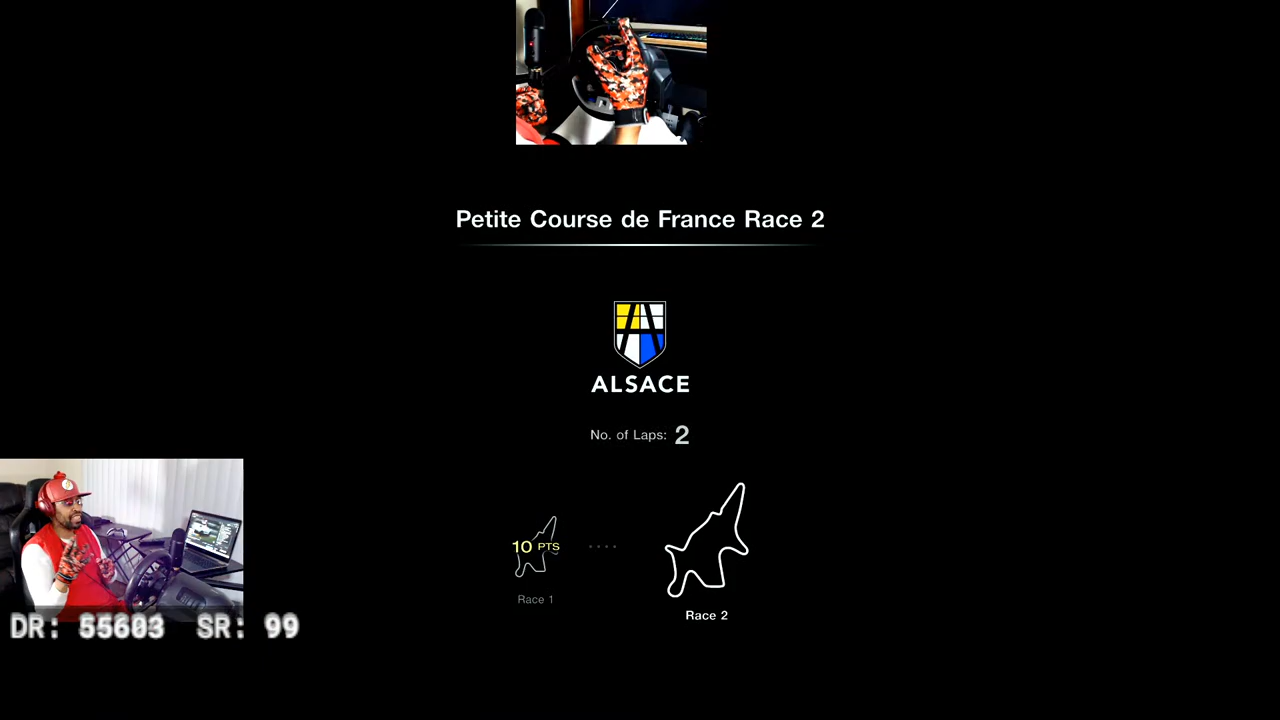 Petite Course de France Race 2
ALSACE
No. of Laps: 2
10 PTS
Race 1
Race 2
DR: 55603 SR: 99